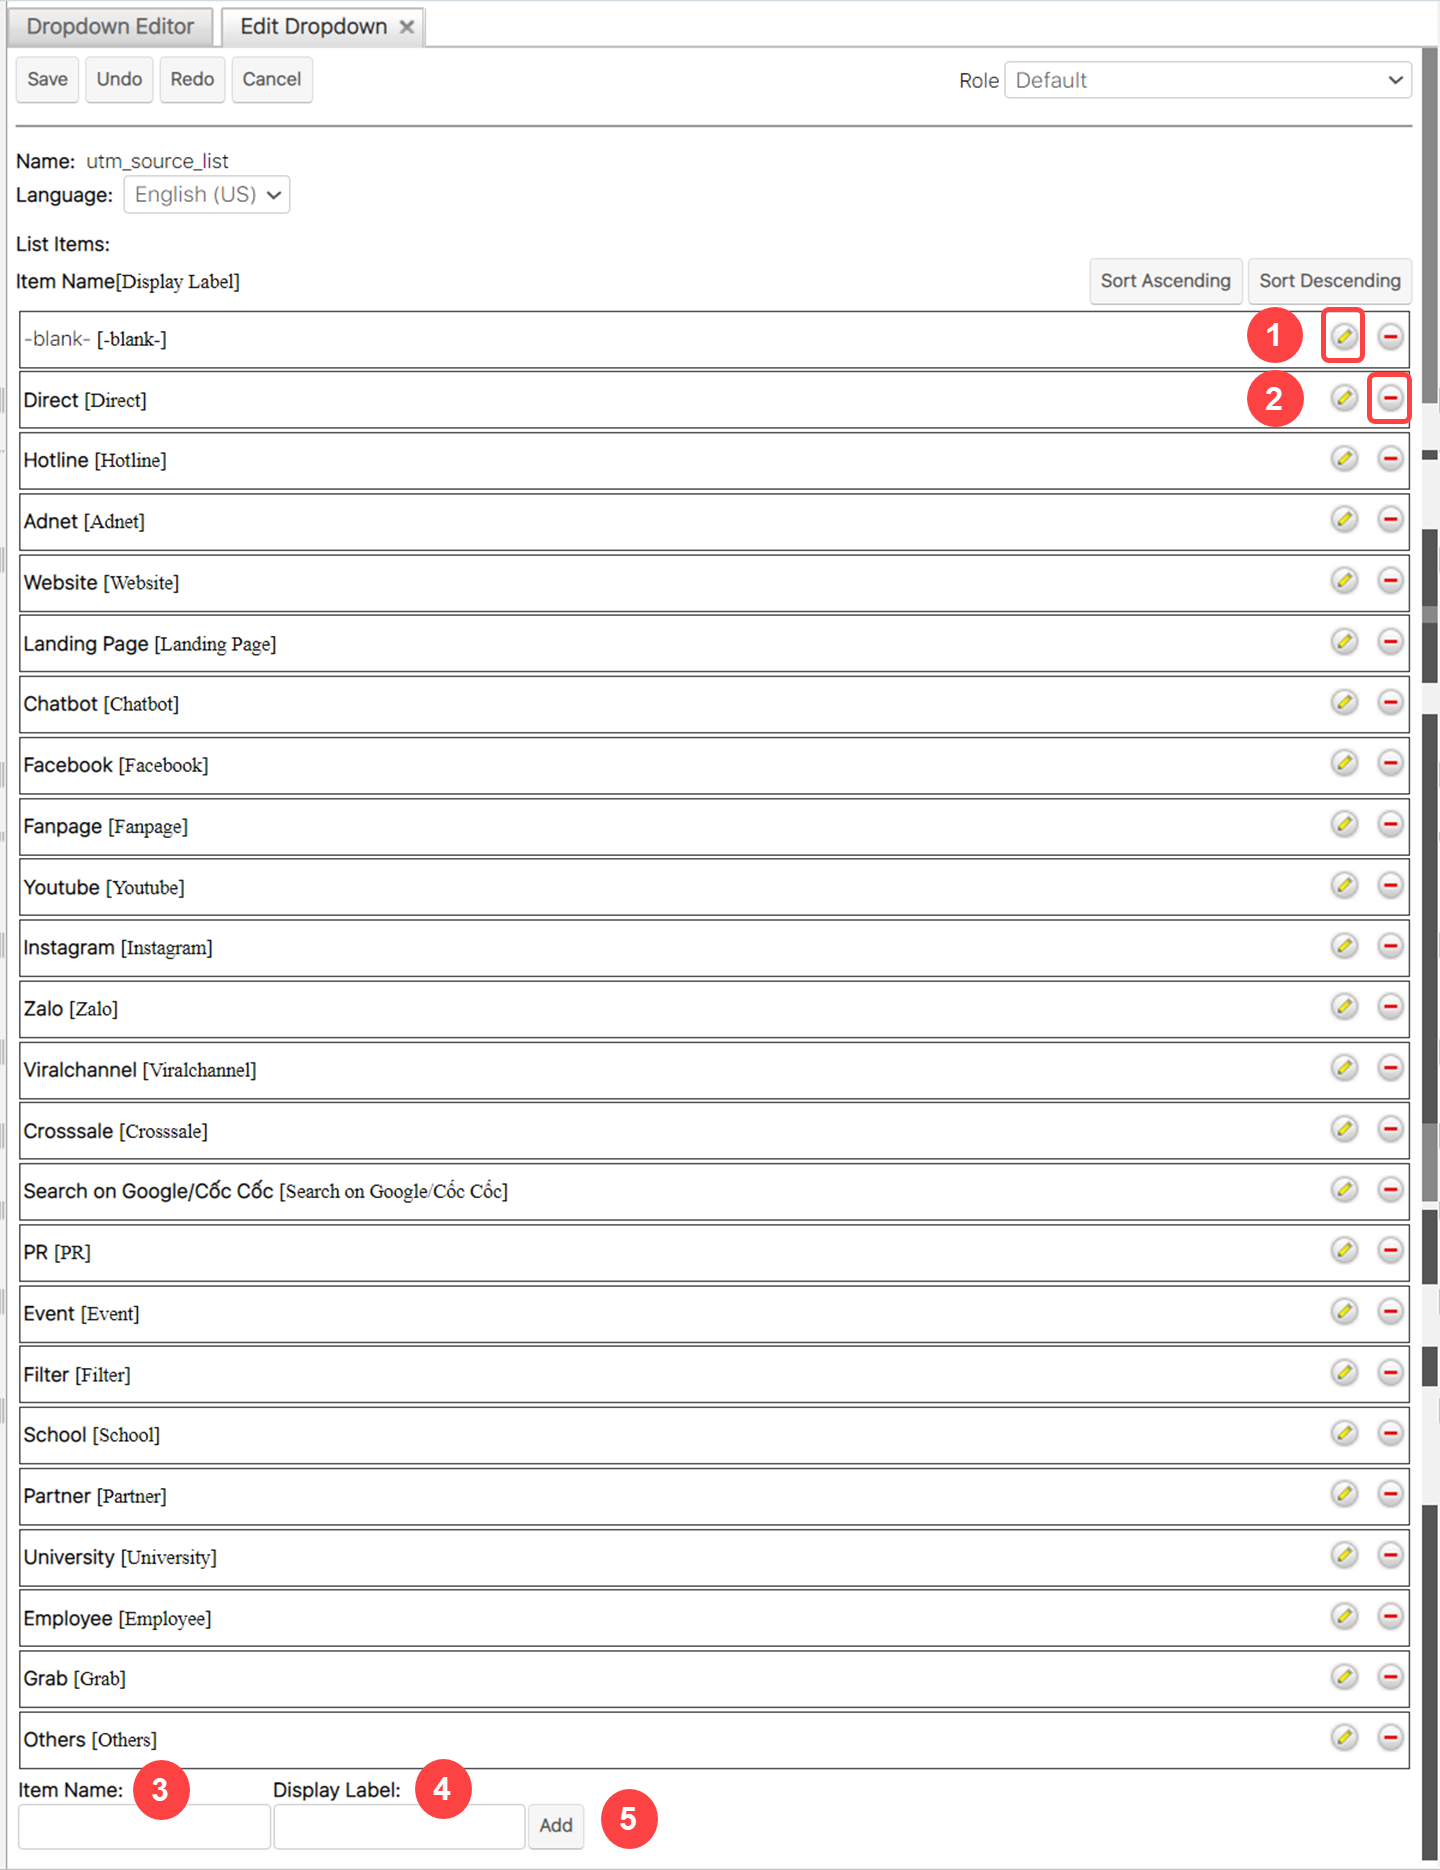 Dropdown Editor
Edit Dropdown
Save Undo Redo Cancel
Role Default
Name: utm_source_list
Language: English (US)
List Items:
Item Name[Display Label]
Sort Ascending Sort Descending
-blank- [-blank-]
1
Direct [Direct]
2
Hotline [Hotline]
Adnet [Adnet]
Website [Website]
Landing Page [Landing Page]
Chatbot [Chatbot]
Facebook [Facebook]
Fanpage [Fanpage]
Youtube [Youtube]
Instagram [Instagram]
Zalo [Zalo]
Viralchannel [Viralchannel]
Crosssale [Crosssale]
Search on Google/Cốc Cốc [Search on Google/Cốc Cốc]
PR [PR]
Event [Event]
Filter [Filter]
School [School]
Partner [Partner]
University [University]
Employee [Employee]
Grab [Grab]
Others [Others]
Item Name: 3 Display Label: 4
Add 5